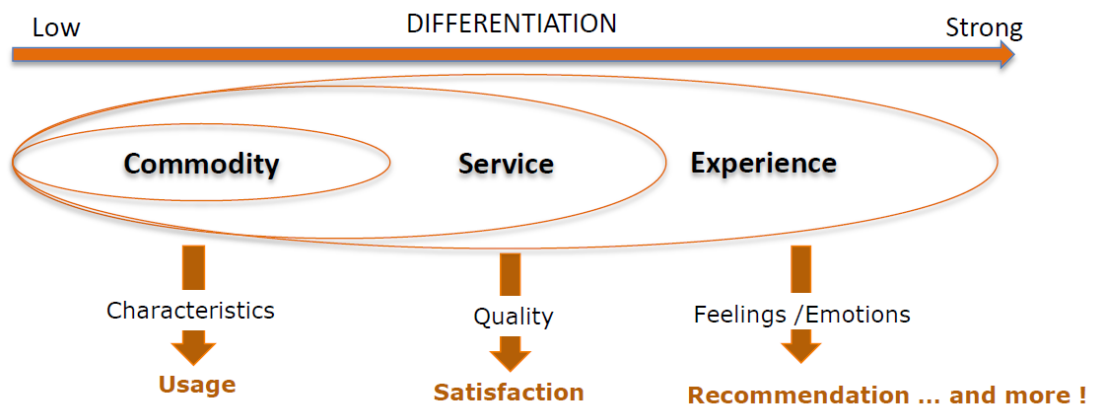 Low DIFFERENTIATION Strong
Commodity Service Experience
Characteristics Quality Feelings /Emotions
Usage Satisfaction Recommendation ... and more !